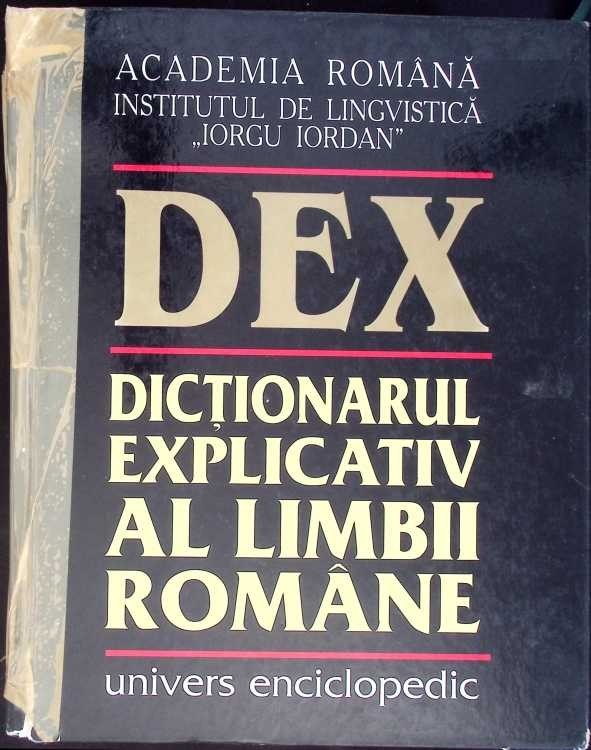 ACADEMIA ROMÂNĂ
INSTITUTUL DE LINGVISTICĂ
„IORGU IORDAN”
DEX
DICȚIONARUL
EXPLICATIV
AL LIMBII
ROMÂNE
univers enciclopedic